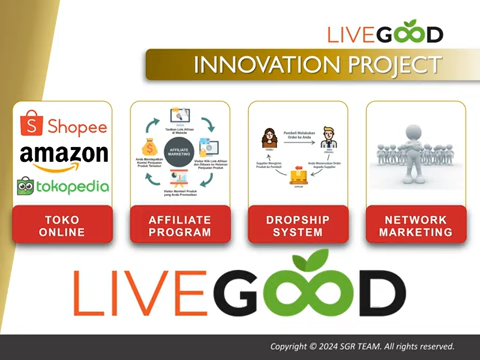 LIVEGOOD
INNOVATION PROJECT
Shopee
amazon
tokopedia
AFFILIATE
MARKETING
TOKO
ONLINE
AFFILIATE
PROGRAM
DROPSHIP
SYSTEM
NETWORK
MARKETING
LIVEGOOD
Copyright © 2024 SGR TEAM. All rights reserved.